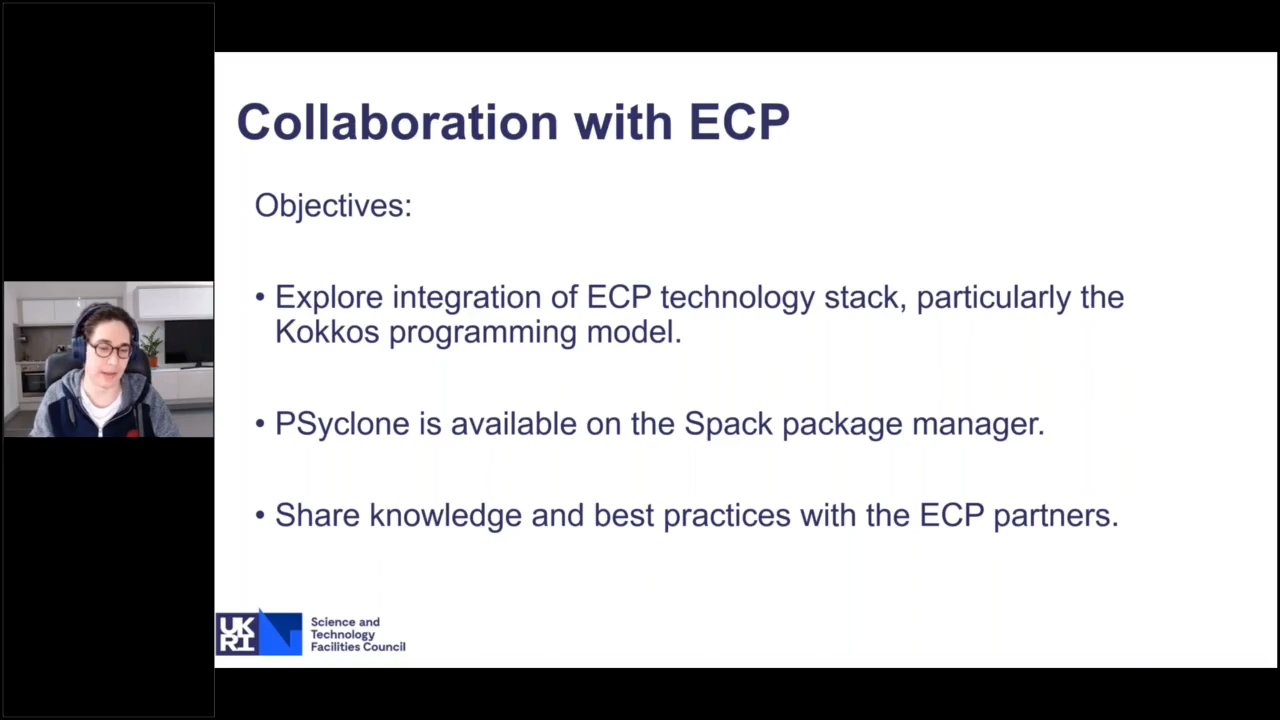 Collaboration with ECP
Objectives:
• Explore integration of ECP technology stack, particularly the
Kokkos programming model.
• PSyclone is available on the Spack package manager.
• Share knowledge and best practices with the ECP partners.
UK
RI
Science and
Technology
Facilities Council